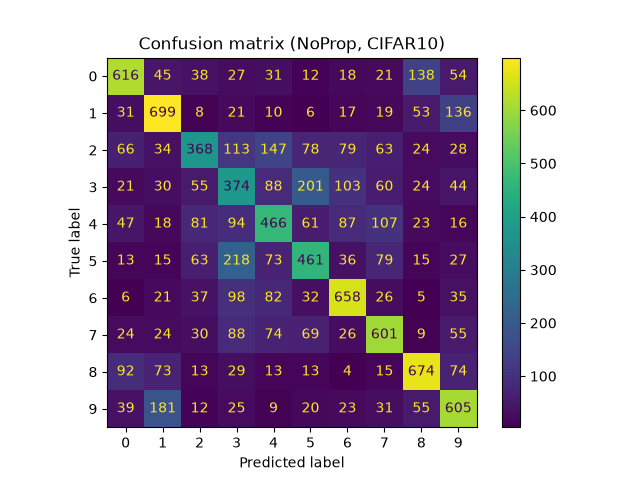 Confusion matrix (NoProp, CIFAR10)
0 616 45 38 27 31 12 18 21 138 54
1 31 699 8 21 10 6 17 19 53 136
2 66 34 368 113 147 78 79 63 24 28
3 21 30 55 374 88 201 103 60 24 44
4 47 18 81 94 466 61 87 107 23 16
5 13 15 63 218 73 461 36 79 15 27
6 6 21 37 98 82 32 658 26 5 35
7 24 24 30 88 74 69 26 601 9 55
8 92 73 13 29 13 13 4 15 674 74
9 39 181 12 25 9 20 23 31 55 605
0 1 2 3 4 5 6 7 8 9
Predicted label
True label
600
500
400
300
200
100